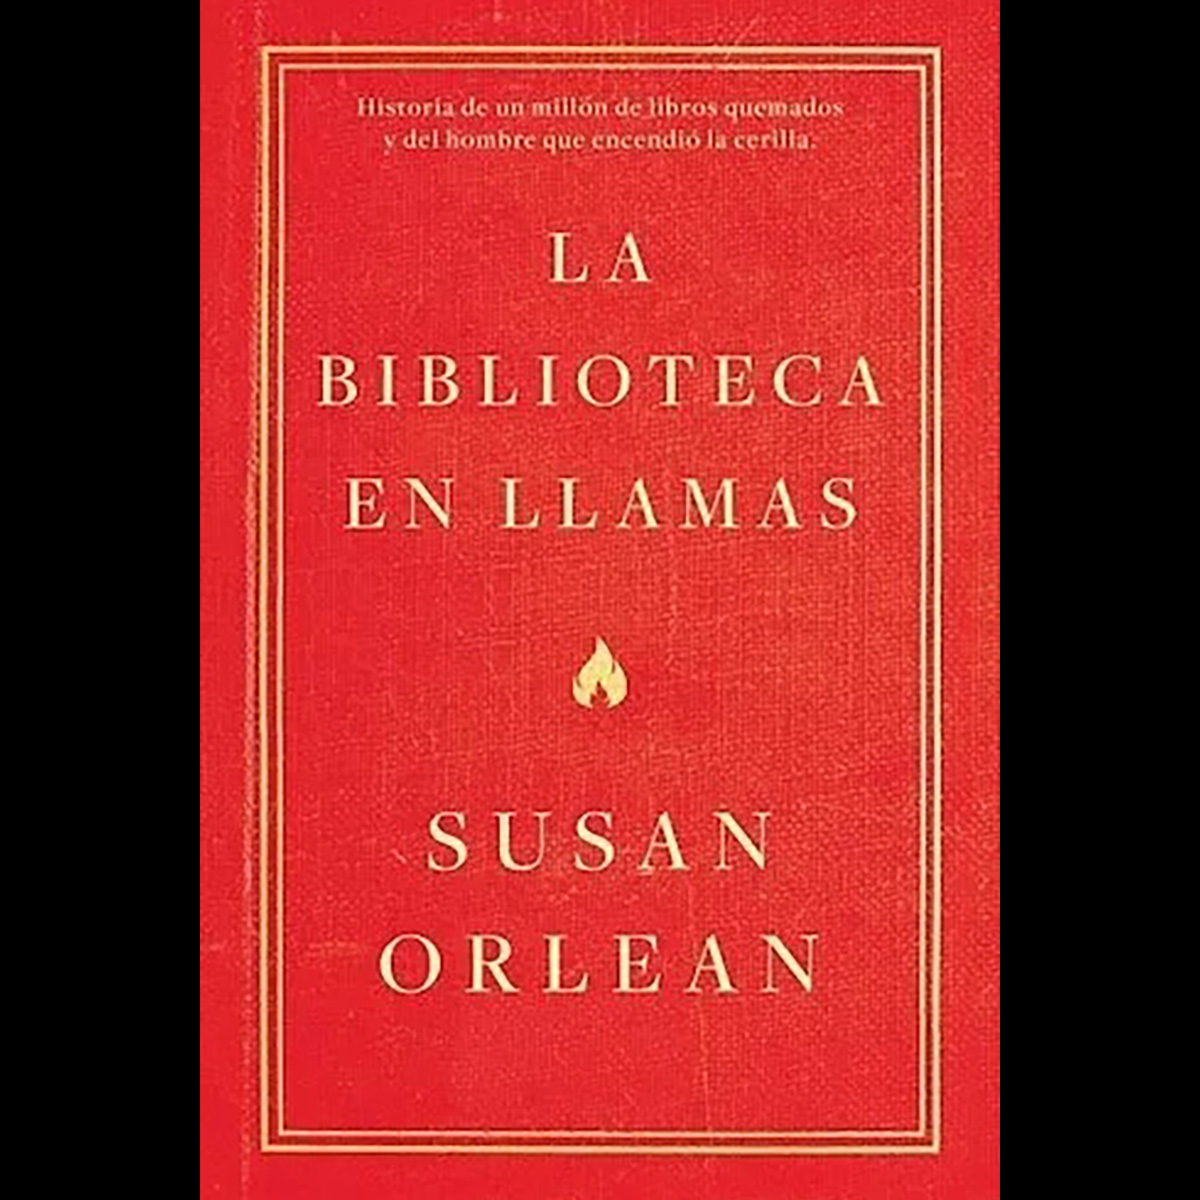 Historia de un millón de libros quemados
y del hombre que encendió la cerilla.
LA
BIBLIOTECA
EN LLAMAS
SUSAN
ORLEAN